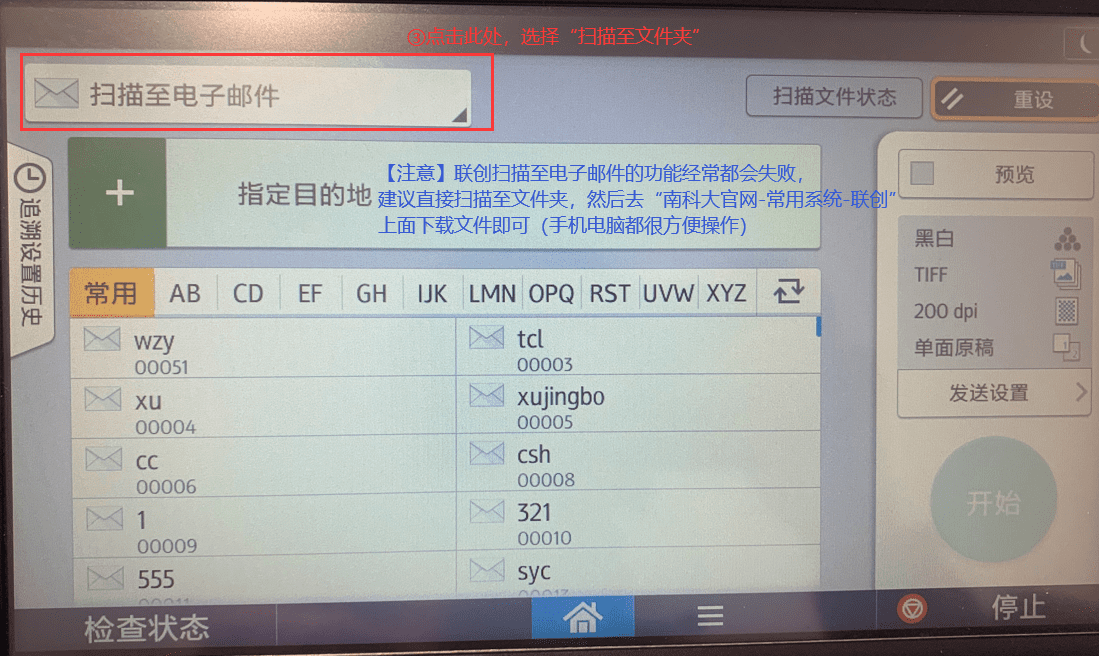 ④点击此处，选择“扫描至文件夹”
扫描至电子邮件
扫描文件状态
重设
追溯设置历史
+
指定目的地
【注意】联创扫描至电子邮件的功能经常都会失败，
建议直接扫描至文件夹，然后去“南科大官网-常用系统-联创”
上面下载文件即可（手机电脑都很方便操作）
预览
黑白
TIFF
200 dpi
单面原稿
发送设置
开始
常用 AB CD EF GH IJK LMN OPQ RST UVW XYZ
wzy
00051
tcl
00003
xu
00004
xujingbo
00005
cc
00006
csh
00008
1
00009
321
00010
555
syc
检查状态
停止